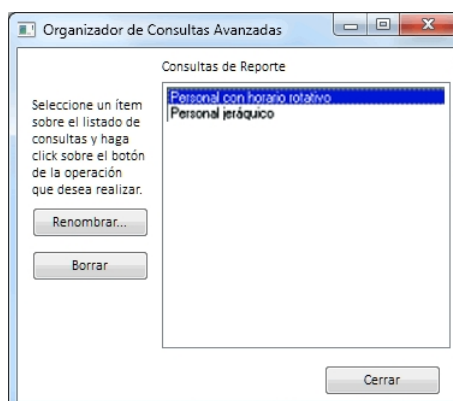 Organizador de Consultas Avanzadas
Consultas de Reporte
Seleccione un ítem
sobre el listado de
consultas y haga
click sobre el botón
de la operación
que desea realizar.
Renombrar...
Borrar
Personal con horario rotativo
Personal jeráquico
Cerrar